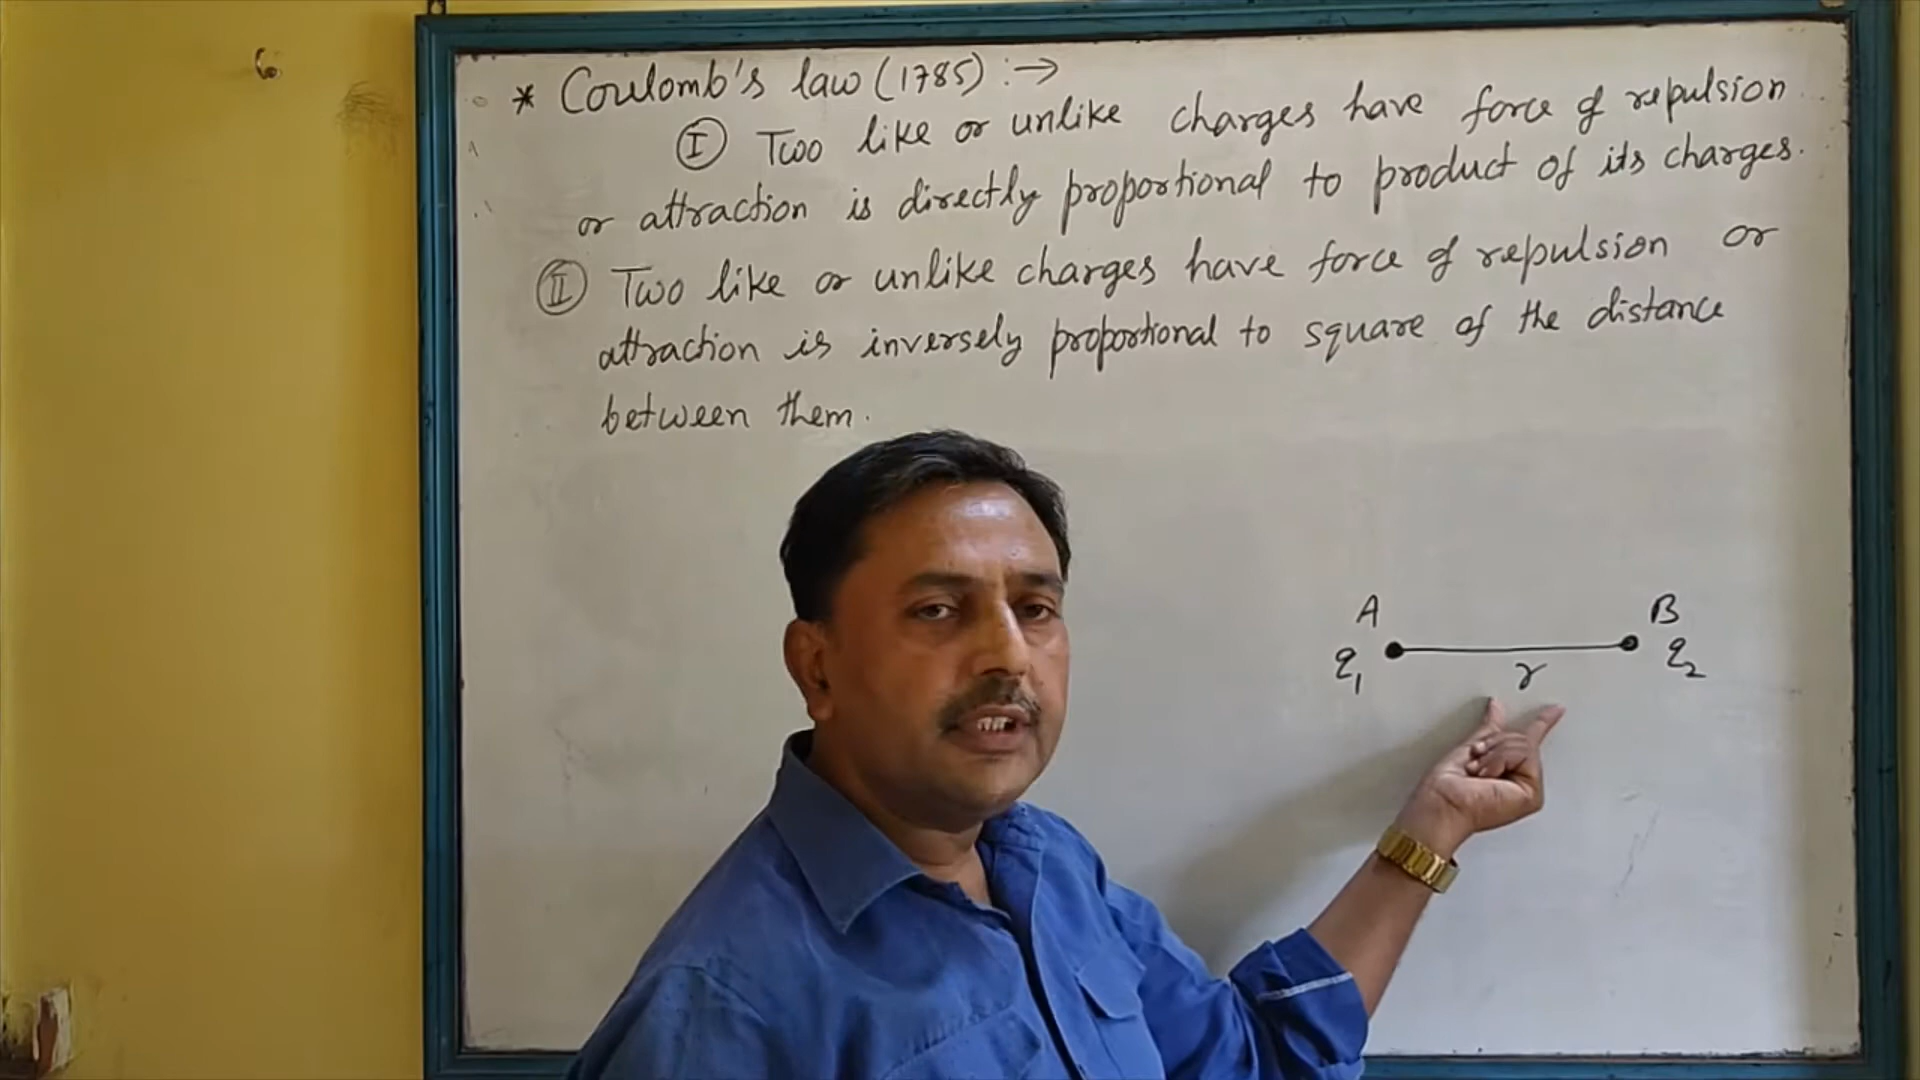 * Coulomb's law (1785) :→
Ⓘ Two like or unlike charges have force of repulsion
or attraction is directly proportional to product of its charges.
Ⓘ︎Ⓘ Two like or unlike charges have force of repulsion or
attraction is inversely proportional to square of the distance
between them.
A B
q1 r q2